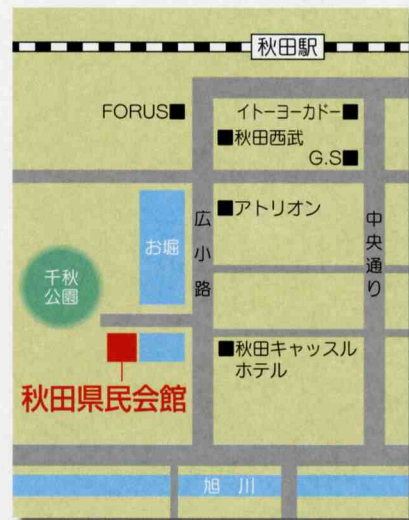 秋田駅
FORUS■
イトーヨーカドー■
■秋田西武
G.S■
■アトリオン
広小路
中央通り
お堀
千秋
公園
■秋田キャッスル
ホテル
秋田県民会館
旭川